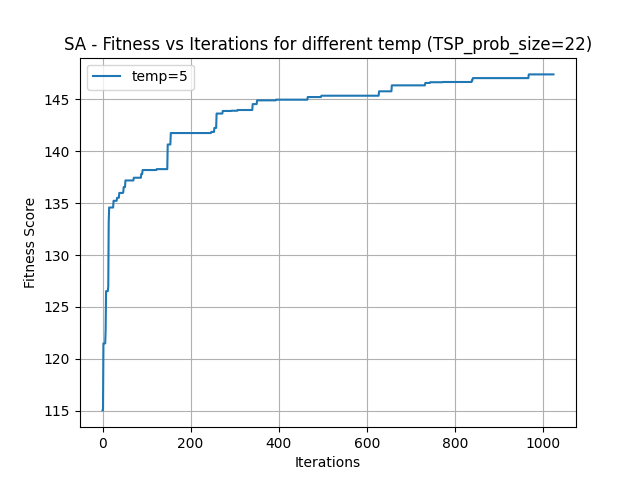 SA - Fitness vs Iterations for different temp (TSP_prob_size=22)
temp=5
145
140
135
130
125
120
115
Fitness Score
0 200 400 600 800 1000
Iterations